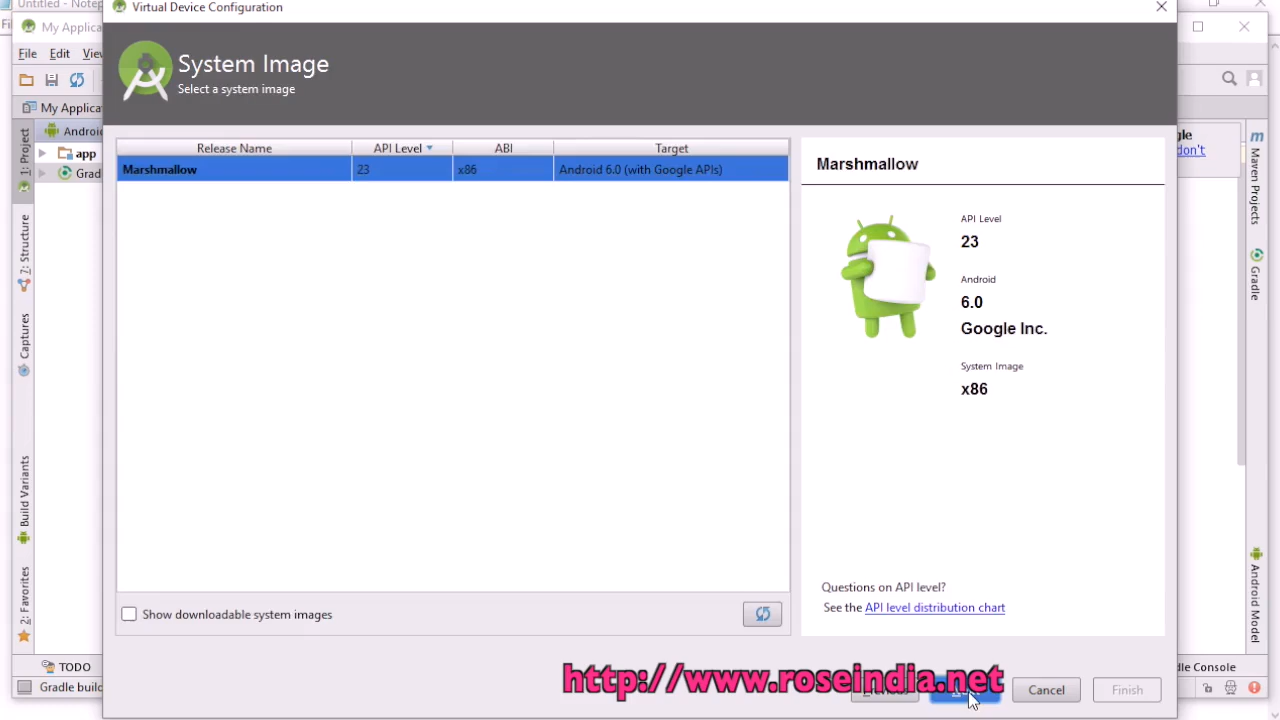 Untitled - Notep
Virtual Device Configuration
My Applica
File Edit Viev
System Image
Select a system image
My Applica
Android
app
Grad
1: Project
7: Structure
Captures
Build Variants
2: Favorites
Release Name API Level ABI Target
Marshmallow 23 x86 Android 6.0 (with Google APIs)
Show downloadable system images
Marshmallow
API Level
23
Android
6.0
Google Inc.
System Image
x86
Questions on API level?
See the API level distribution chart
gle
don't
Maven Projects
Gradle
Android Model
http://www.roseindia.net
Cancel Finish
TODO
dle Console
Gradle build